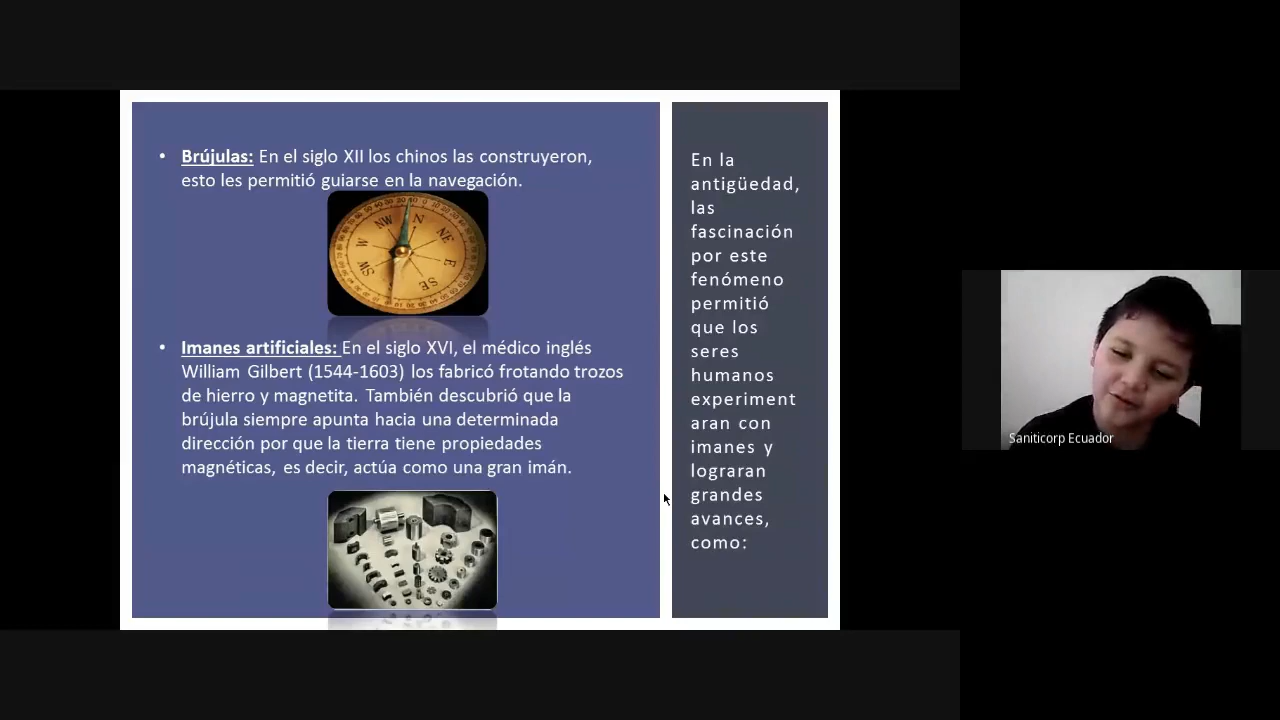 • Brújulas: En el siglo XII los chinos las construyeron,
esto les permitió guiarse en la navegación.
NW N NE
W E
SW SE
• Imanes artificiales: En el siglo XVI, el médico inglés
William Gilbert (1544-1603) los fabricó frotando trozos
de hierro y magnetita. También descubrió que la
brújula siempre apunta hacia una determinada
dirección por que la tierra tiene propiedades
magnéticas, es decir, actúa como una gran imán.
En la
antigüedad,
las
fascinación
por este
fenómeno
permitió
que los
seres
humanos
experiment
aran con
imanes y
lograran
grandes
avances,
como:
Saniticorp Ecuador